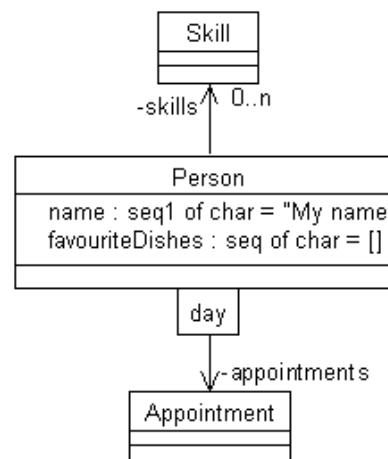 Skill
-skills 0..n
Person
name : seq1 of char = "My name
favouriteDishes : seq of char = []
day
-appointments
Appointment